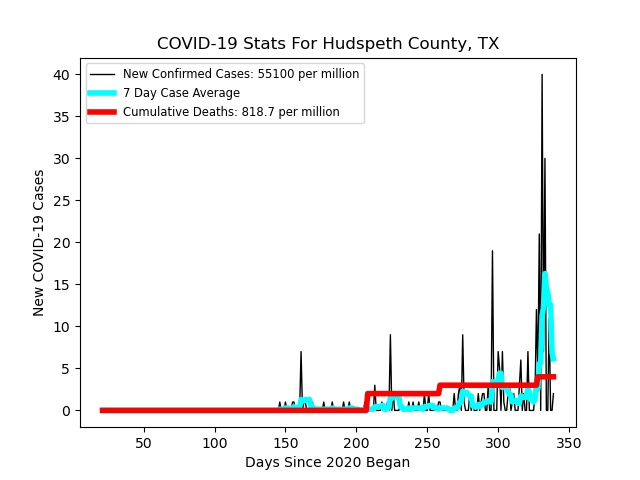 COVID-19 Stats For Hudspeth County, TX
New Confirmed Cases: 55100 per million
7 Day Case Average
Cumulative Deaths: 818.7 per million
New COVID-19 Cases
40
35
30
25
20
15
10
5
0
50 100 150 200 250 300 350
Days Since 2020 Began